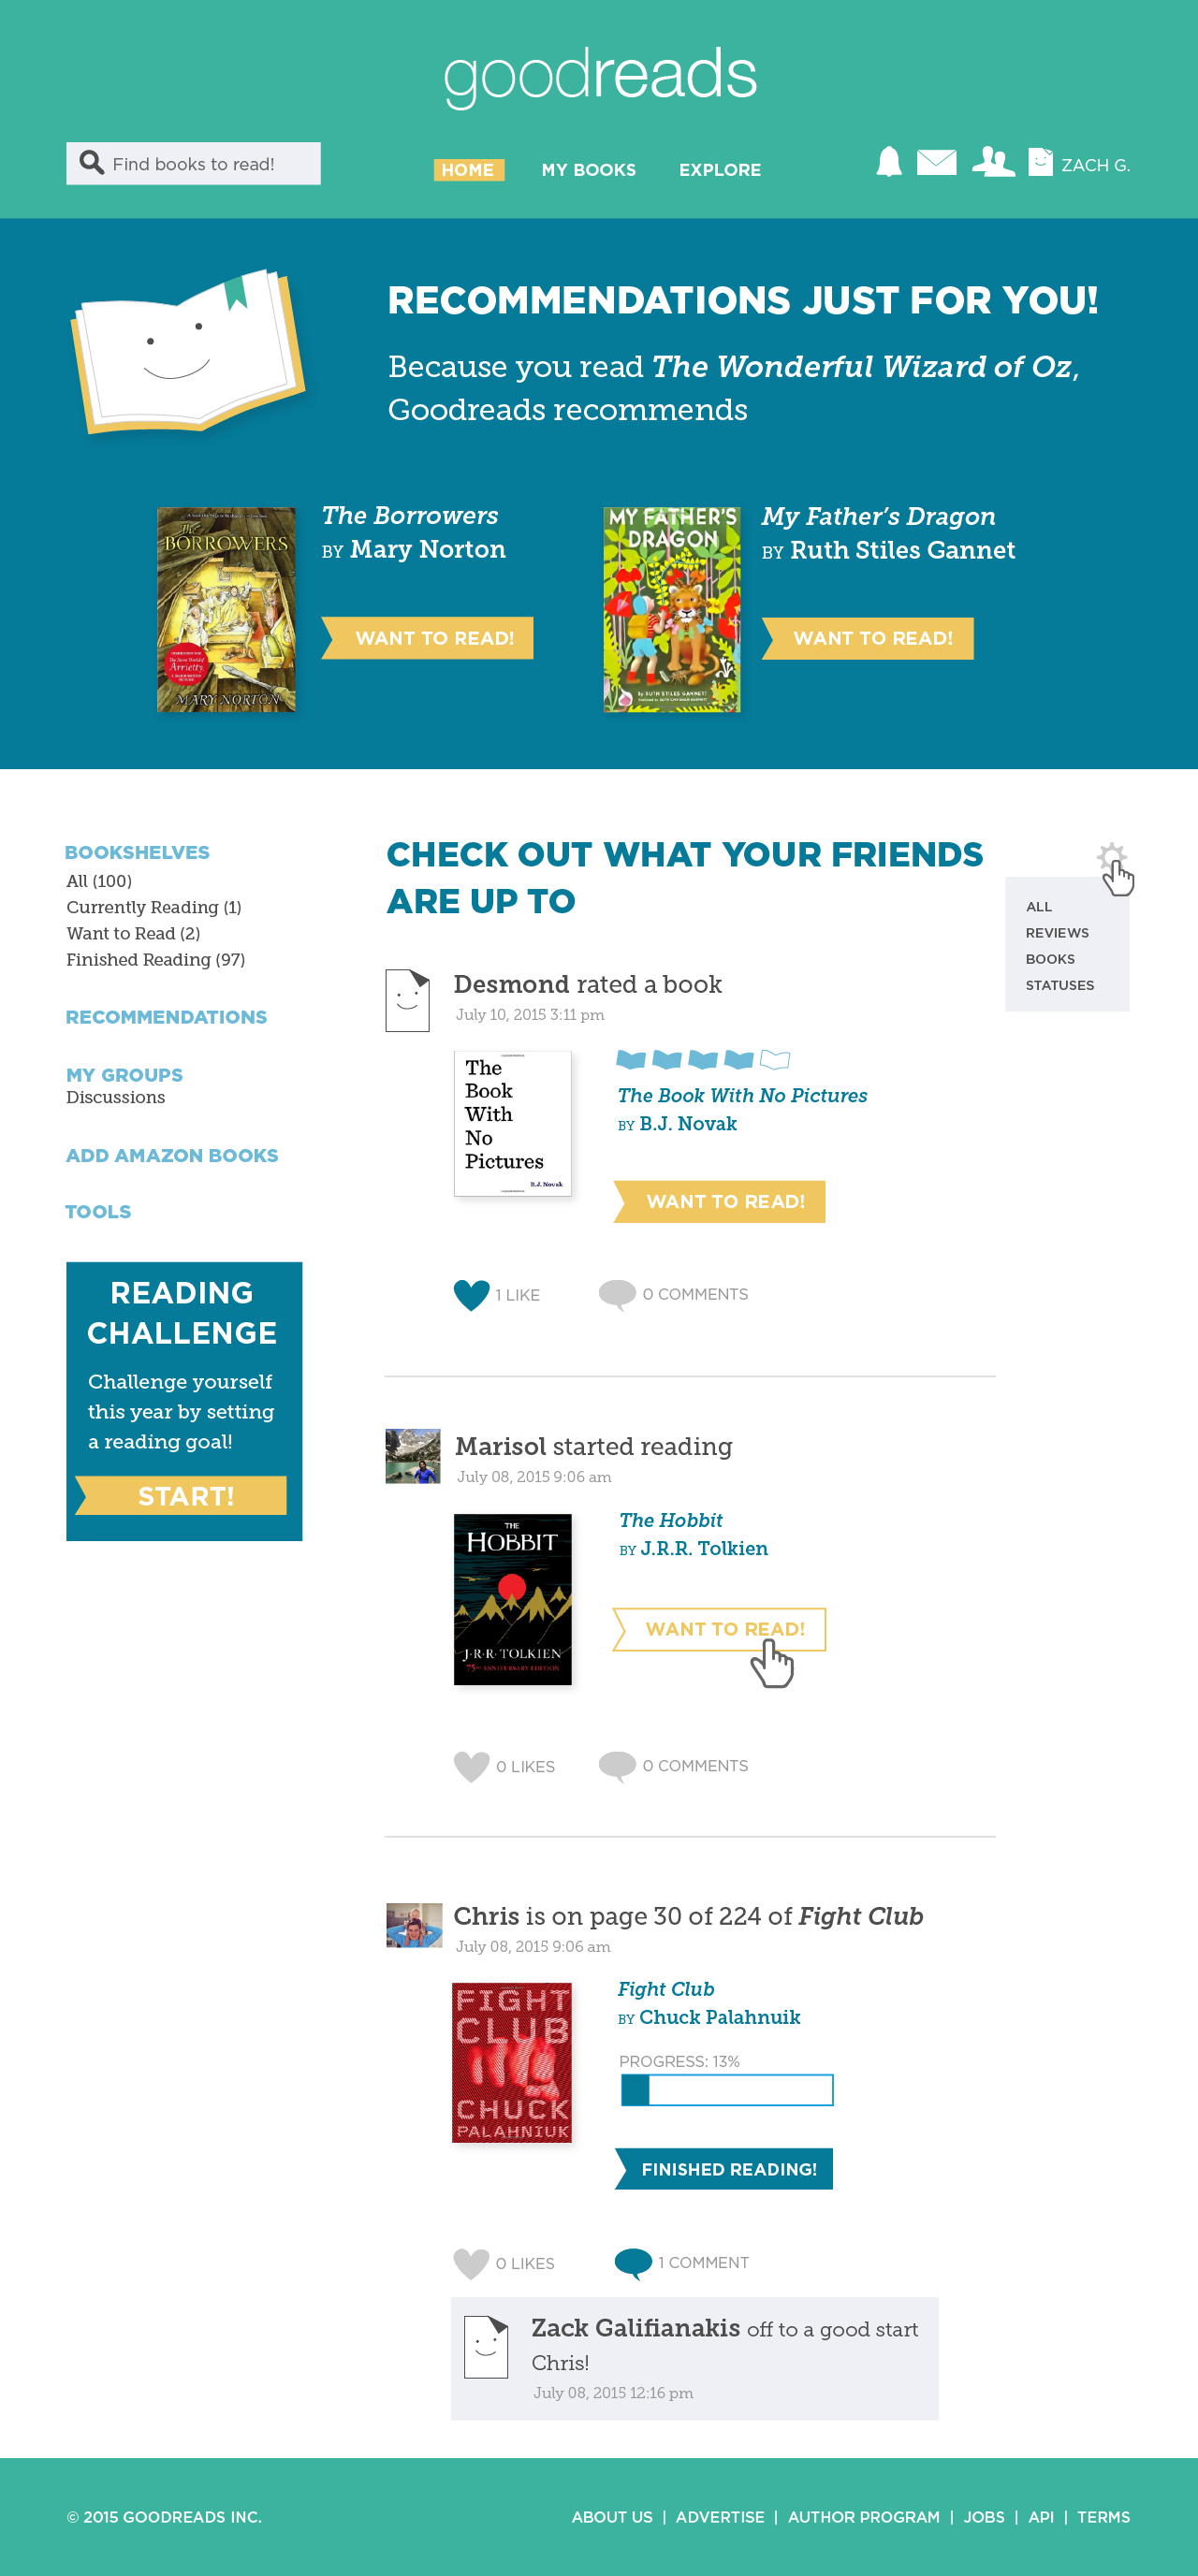 goodreads
Find books to read!
HOME
MY BOOKS
EXPLORE
ZACH G.
RECOMMENDATIONS JUST FOR YOU!
Because you read The Wonderful Wizard of Oz,
Goodreads recommends
The
BORROWERS
Arrietty
MARY NORTON
The Borrowers
BY Mary Norton
WANT TO READ!
MY FATHER'S
DRAGON
BY RUTH STILES GANNETT
My Father's Dragon
BY Ruth Stiles Gannet
WANT TO READ!
BOOKSHELVES
All (100)
Currently Reading (1)
Want to Read (2)
Finished Reading (97)
RECOMMENDATIONS
MY GROUPS
Discussions
ADD AMAZON BOOKS
TOOLS
READING
CHALLENGE
Challenge yourself
this year by setting
a reading goal!
START!
CHECK OUT WHAT YOUR FRIENDS
ARE UP TO
ALL
REVIEWS
BOOKS
STATUSES
Desmond rated a book
July 10, 2015 3:11 pm
The
Book
With
No
Pictures
B.J. Novak
The Book With No Pictures
BY B.J. Novak
WANT TO READ!
1 LIKE
0 COMMENTS
Marisol started reading
July 08, 2015 9:06 am
THE
HOBBIT
J·R·R·TOLKIEN
75TH ANNIVERSARY EDITION
The Hobbit
BY J.R.R. Tolkien
WANT TO READ!
0 LIKES
0 COMMENTS
Chris is on page 30 of 224 of Fight Club
July 08, 2015 9:06 am
FIGHT
CLUB
CHUCK
PALAHNIUK
Fight Club
BY Chuck Palahnuik
PROGRESS: 13%
FINISHED READING!
0 LIKES
1 COMMENT
Zack Galifianakis off to a good start
Chris!
July 08, 2015 12:16 pm
© 2015 GOODREADS INC.
ABOUT US | ADVERTISE | AUTHOR PROGRAM | JOBS | API | TERMS